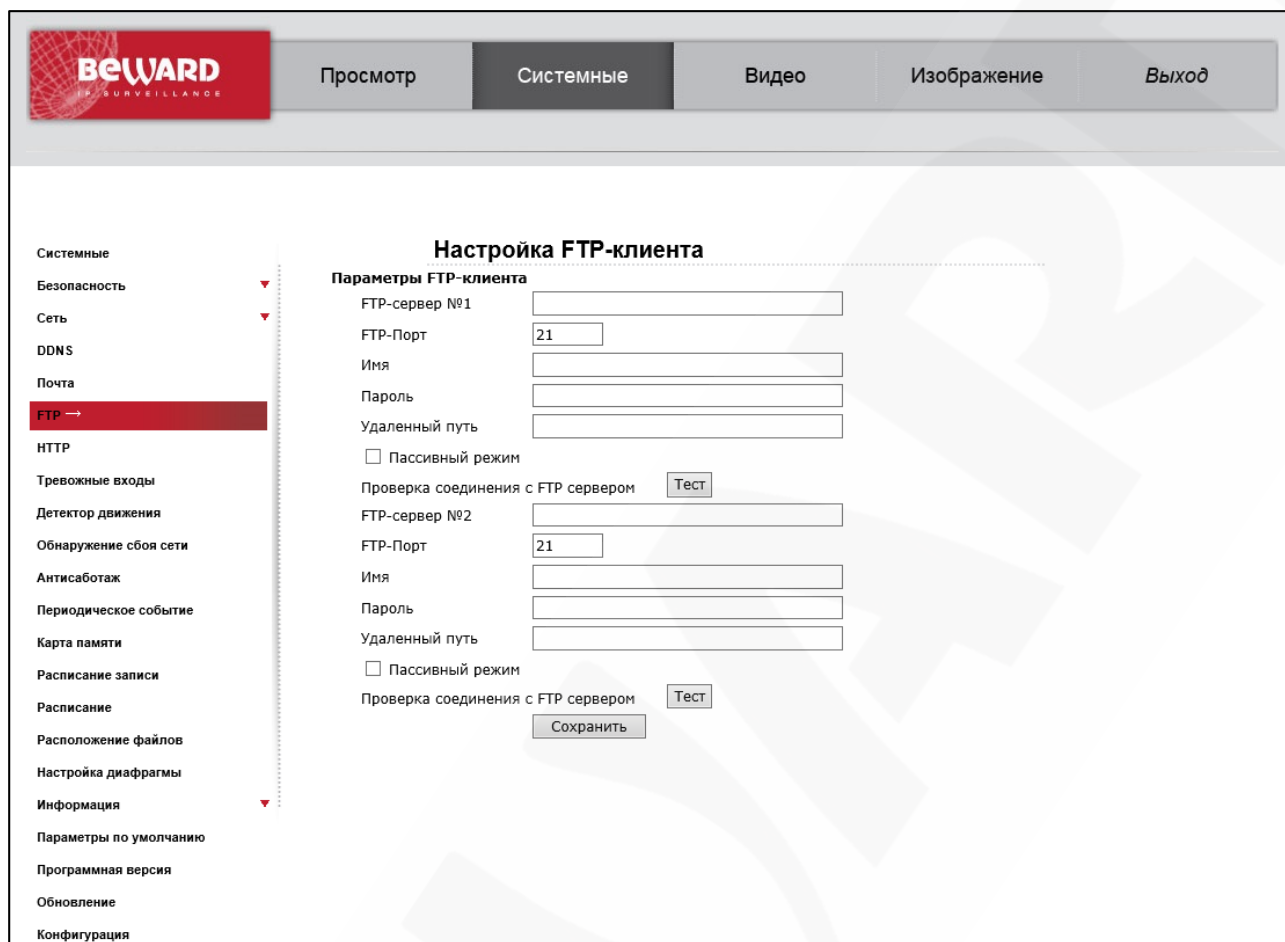 BEWARD
IP SURVEILLANCE
Просмотр
Системные
Видео
Изображение
Выход
Системные
Безопасность
Сеть
DDNS
Почта
FTP →
HTTP
Тревожные входы
Детектор движения
Обнаружение сбоя сети
Антисаботаж
Периодическое событие
Карта памяти
Расписание записи
Расписание
Расположение файлов
Настройка диафрагмы
Информация
Параметры по умолчанию
Программная версия
Обновление
Конфигурация
Настройка FTP-клиента
Параметры FTP-клиента
FTP-сервер №1
FTP-Порт 21
Имя
Пароль
Удаленный путь
Пассивный режим
Проверка соединения с FTP сервером Тест
FTP-сервер №2
FTP-Порт 21
Имя
Пароль
Удаленный путь
Пассивный режим
Проверка соединения с FTP сервером Тест
Сохранить